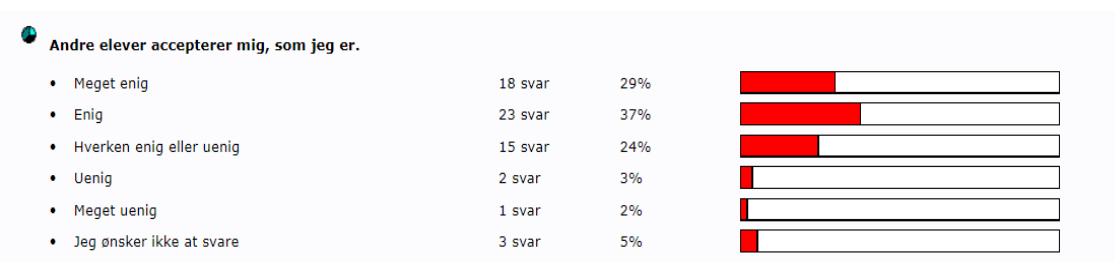 Andre elever accepterer mig, som jeg er.
• Meget enig 18 svar 29%
• Enig 23 svar 37%
• Hverken enig eller uenig 15 svar 24%
• Uenig 2 svar 3%
• Meget uenig 1 svar 2%
• Jeg ønsker ikke at svare 3 svar 5%